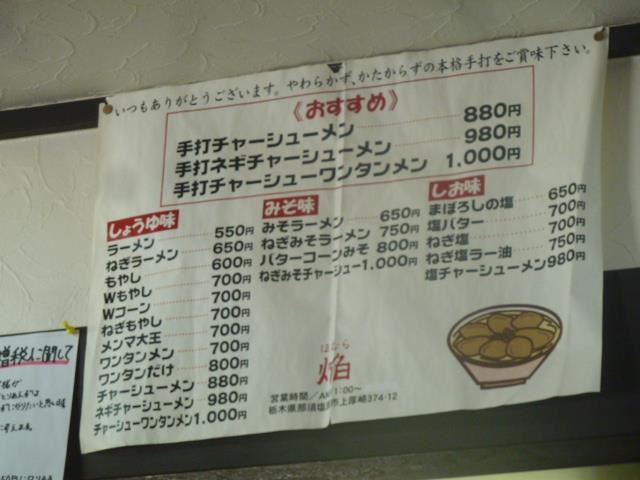 いつもありがとうございます。やわらかず、かたからずの本格手打をご賞味下さい。
《おすすめ》
手打チャーシューメン 880円
手打ネギチャーシューメン 980円
手打チャーシューワンタンメン 1.000円
しょうゆ味
ラーメン 550円
ねぎラーメン 650円
もやし 600円
Wもやし 700円
Wコーン 700円
ねぎもやし 700円
メンマ大王 700円
ワンタンメン 700円
ワンタンだけ 800円
チャーシューメン 880円
ネギチャーシューメン 980円
チャーシューワンタンメン 1.000円
みそ味
みそラーメン 650円
ねぎみそラーメン 750円
バターコーンみそ 800円
ねぎみそチャーシュー 1.000円
しお味
まぼろしの塩 650円
塩バター 700円
ねぎ塩 700円
ねぎ塩ラー油 750円
塩チャーシューメン 980円
ほむら
焔
営業時間／AM 1:00～
栃木県那須塩 市上厚崎374-12
増税に関して